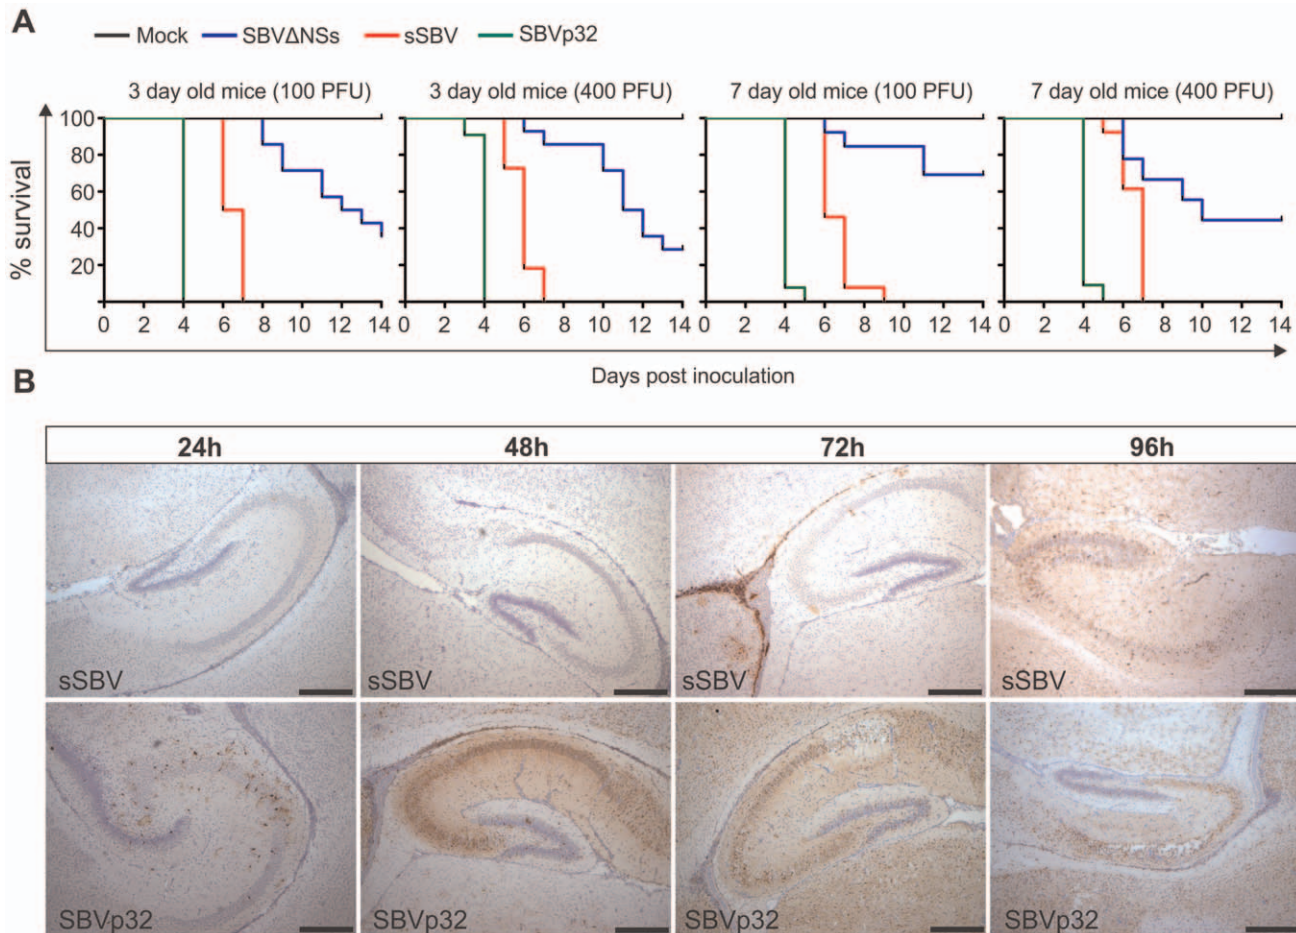 A
Mock SBVΔNSs sSBV SBVp32
3 day old mice (100 PFU) 3 day old mice (400 PFU) 7 day old mice (100 PFU) 7 day old mice (400 PFU)
% survival
100
80
60
40
20
0 2 4 6 8 10 12 14 0 2 4 6 8 10 12 14 0 2 4 6 8 10 12 14 0 2 4 6 8 10 12 14
Days post inoculation
B
24h 48h 72h 96h
sSBV sSBV sSBV sSBV
SBVp32 SBVp32 SBVp32 SBVp32